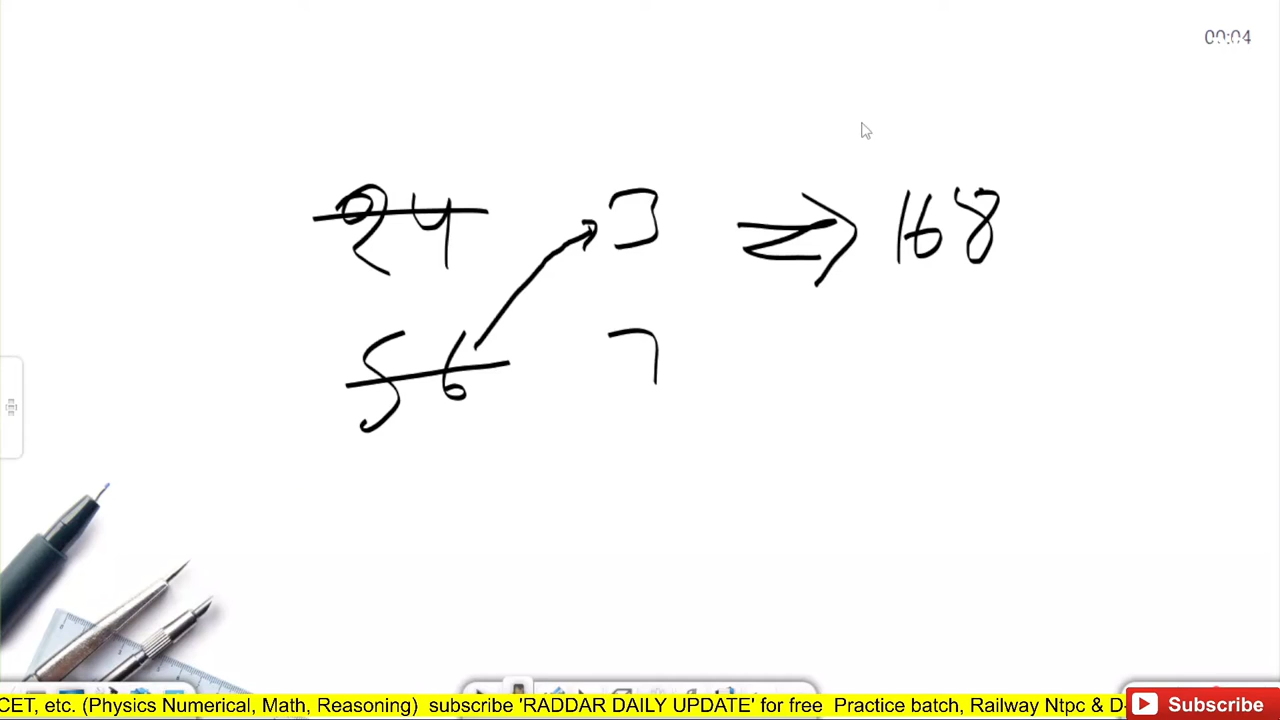 00:04
24 3 ⇒ 168
56 7
CET, etc. (Physics Numerical, Math, Reasoning) subscribe 'RADDAR DAILY UPDATE' for free Practice batch, Railway Ntpc & D
Subscribe